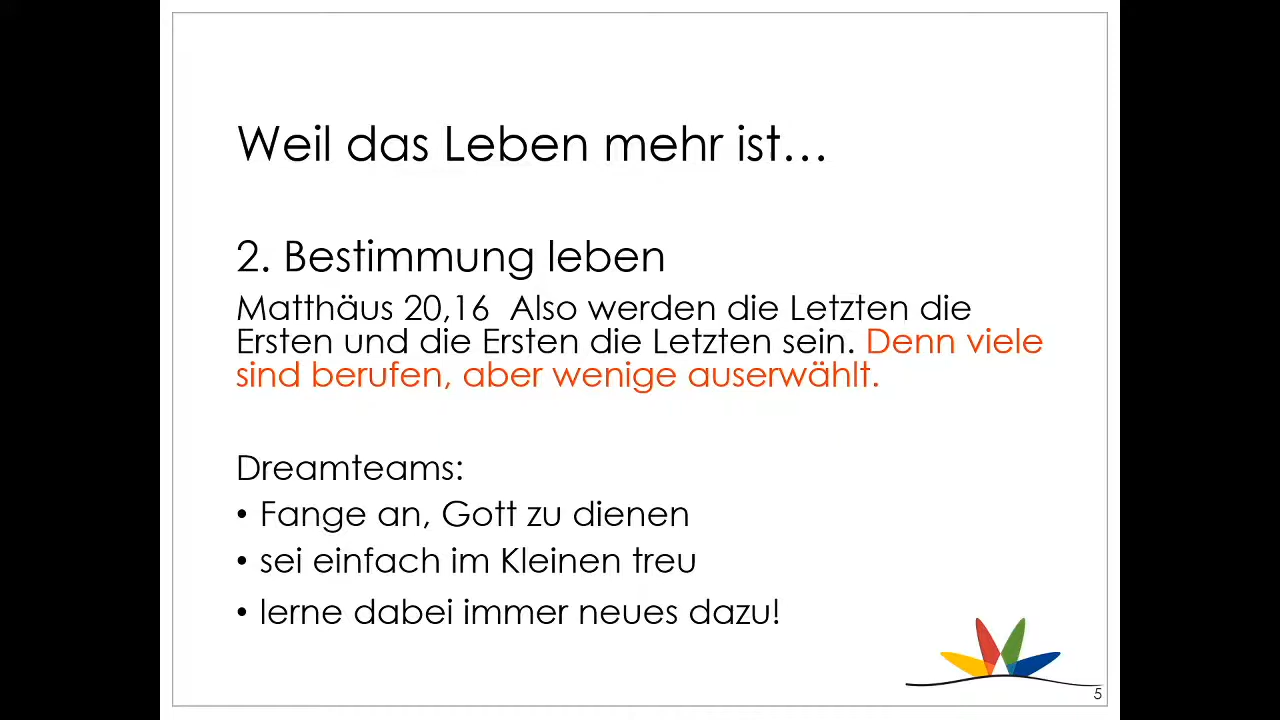 Weil das Leben mehr ist...
2. Bestimmung leben
Matthäus 20,16  Also werden die Letzten die
Ersten und die Ersten die Letzten sein. Denn viele
sind berufen, aber wenige auserwählt.
Dreamteams:
• Fange an, Gott zu dienen
• sei einfach im Kleinen treu
• lerne dabei immer neues dazu!
5